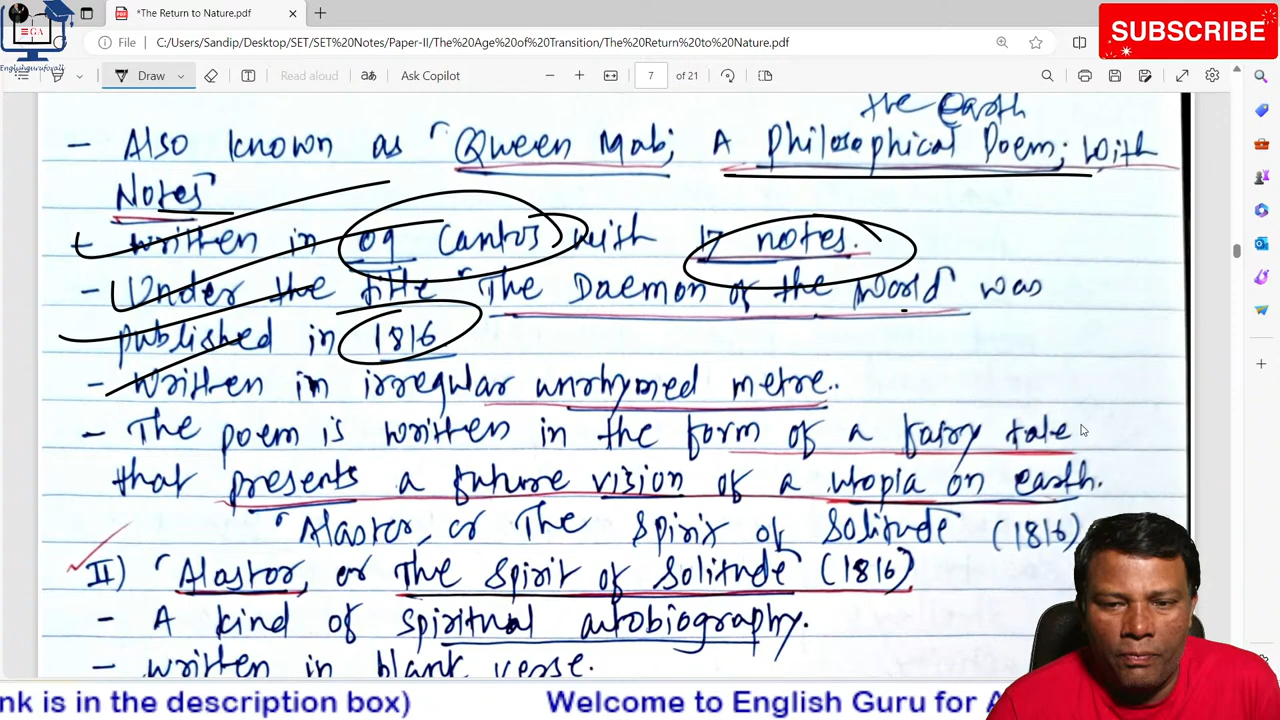 *The Return to Nature.pdf
SUBSCRIBE
EGA
Englishguruforall
File
C:/Users/Sandip/Desktop/SET/SET%20Notes/Paper-II/The%20Age%20of%20Transition/The%20Return%20to%20Nature.pdf
Draw
Read aloud
Ask Copilot
7 of 21
the earth
- Also known as "Queen Mab; A Philosophical Poem; With
Notes"
- Written in 09 Cantos with 17 notes.
- Under the title "The Daemon of the World" was
published in 1816
- Written in irregular unrhymed metre..
- The poem is written in the form of a fairy tale
that presents a future vision of a utopia on earth.
"Alastor, or The Spirit of Solitude" (1816)
II) "Alastor, or The Spirit of Solitude" (1816)
- A kind of spiritual autobiography.
- written in blank verse.
nk is in the description box)
Welcome to English Guru for A